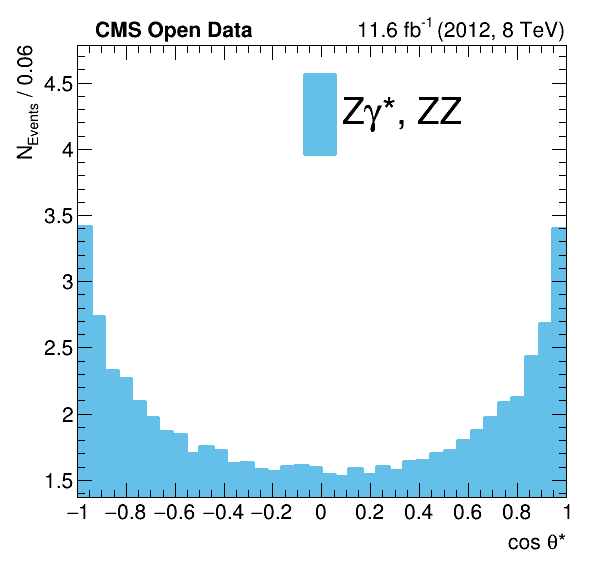 CMS Open Data 11.6 fb⁻¹ (2012, 8 TeV)
N_Events / 0.06
Zγ*, ZZ
4.5
4
3.5
3
2.5
2
1.5
−1 −0.8 −0.6 −0.4 −0.2 0 0.2 0.4 0.6 0.8 1
cos θ*